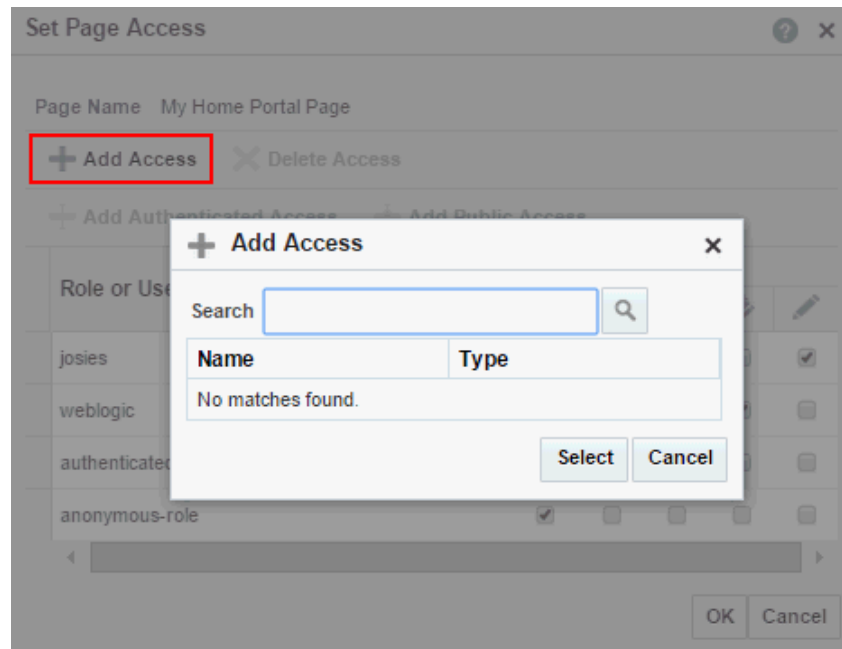 Set Page Access
Page Name My Home Portal Page
Add Access Delete Access
Add Authenticated Access Add Public Access
Add Access
Role or Use
Search
josies
Name Type
weblogic
No matches found.
authenticated
Select Cancel
anonymous-role
OK Cancel